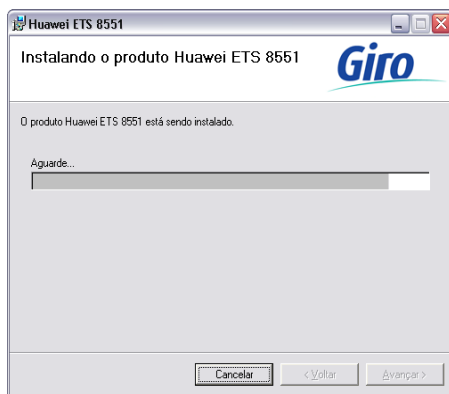 Huawei ETS 8551
Instalando o produto Huawei ETS 8551
Giro
O produto Huawei ETS 8551 está sendo instalado.
Aguarde...
Cancelar
< Voltar
Avançar >